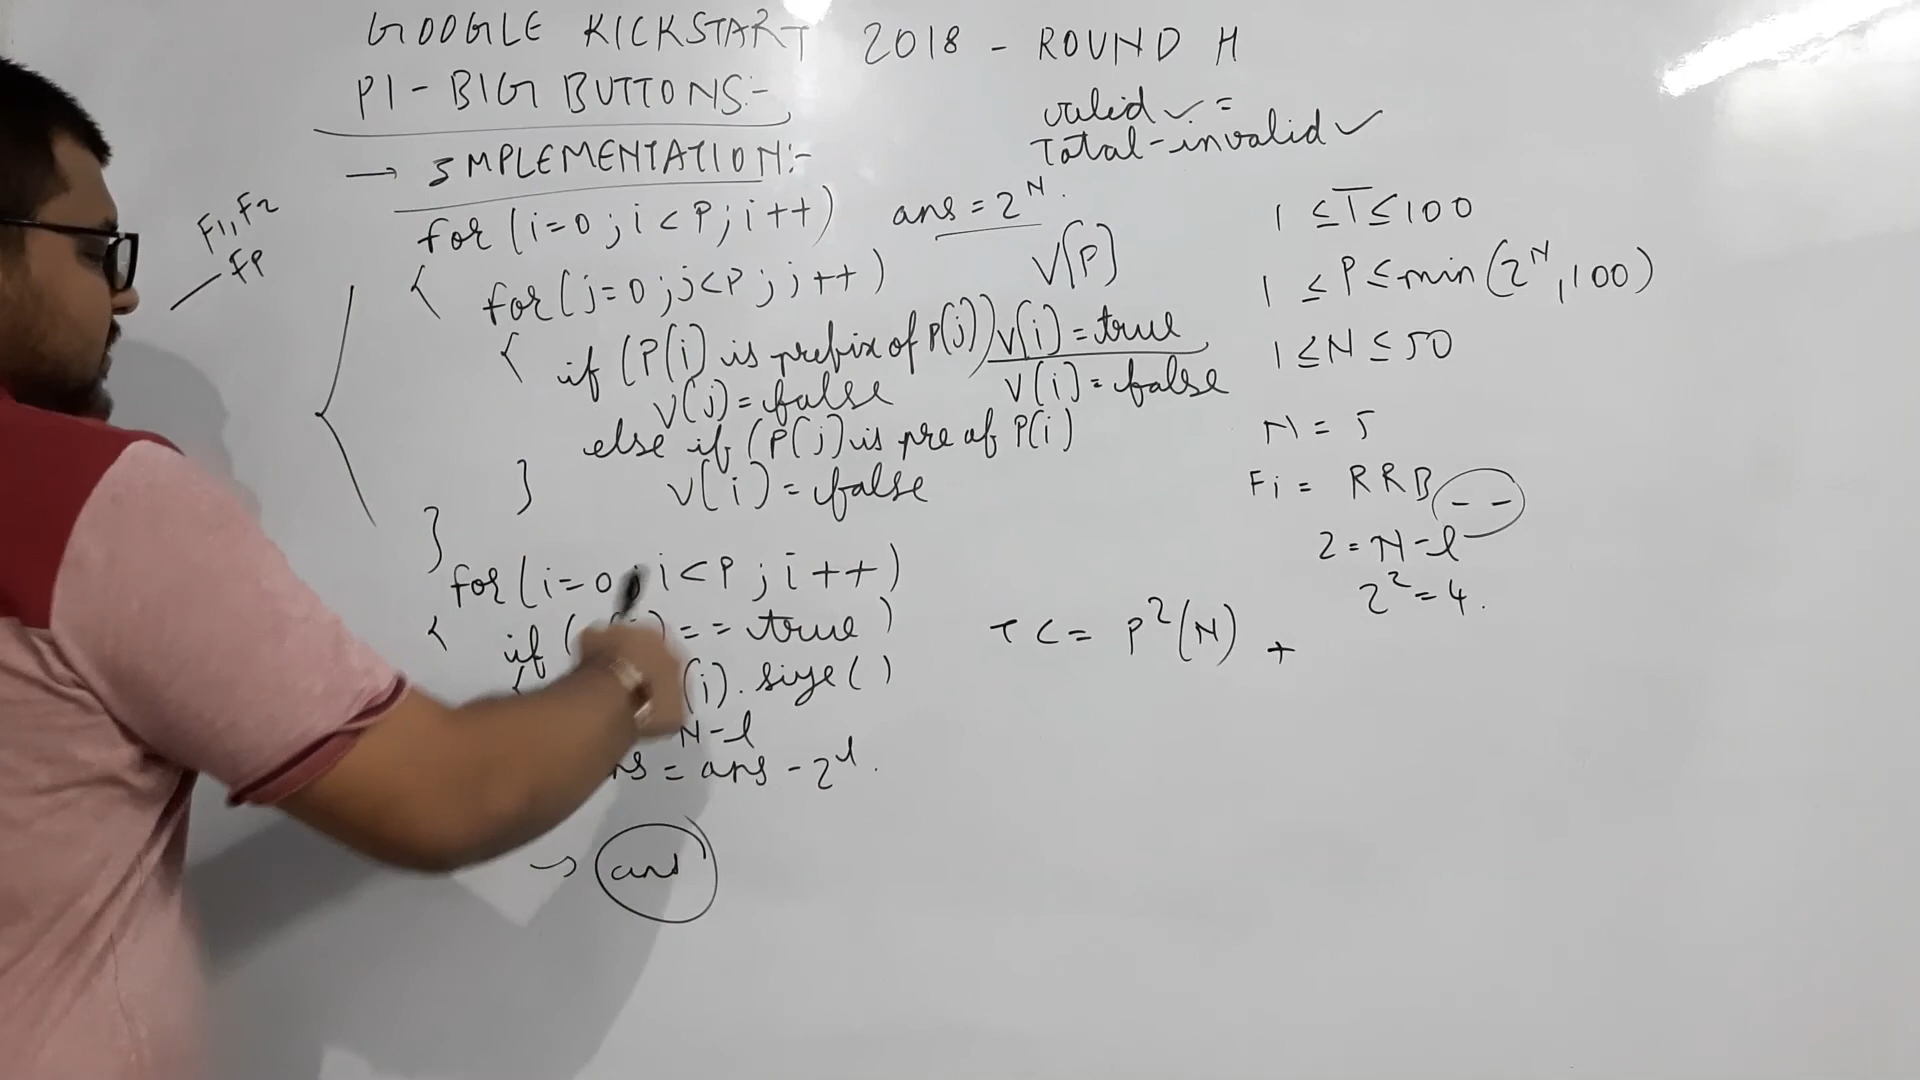 GOOGLE KICKSTART 2018 - ROUND H
P1 - BIG BUTTONS:-
valid ✓ =
Total-invalid ✓
→ IMPLEMENTATION:-
F1, F2
FP
for (i=0; i<P; i++)
ans = 2^N.
{ for (j=0; j<P; j++)
V[P]
{ if (P(i) is prefix of P(j)) V(i) = true
V(j) = false
V(i) = false
else if (P(j) is pre of P(i)
} V(i) = false
}
for (i=0; i<P; i++)
{ if ( ) == true )
(i).size()
N-l
= ans - 2^l.
→ ans
1 ≤ T ≤ 100
1 ≤ P ≤ min(2^N, 100)
1 ≤ N ≤ 50
N = 5
Fi = RRB _ _
2 = N-l
2^2 = 4.
TC = P^2(N) +